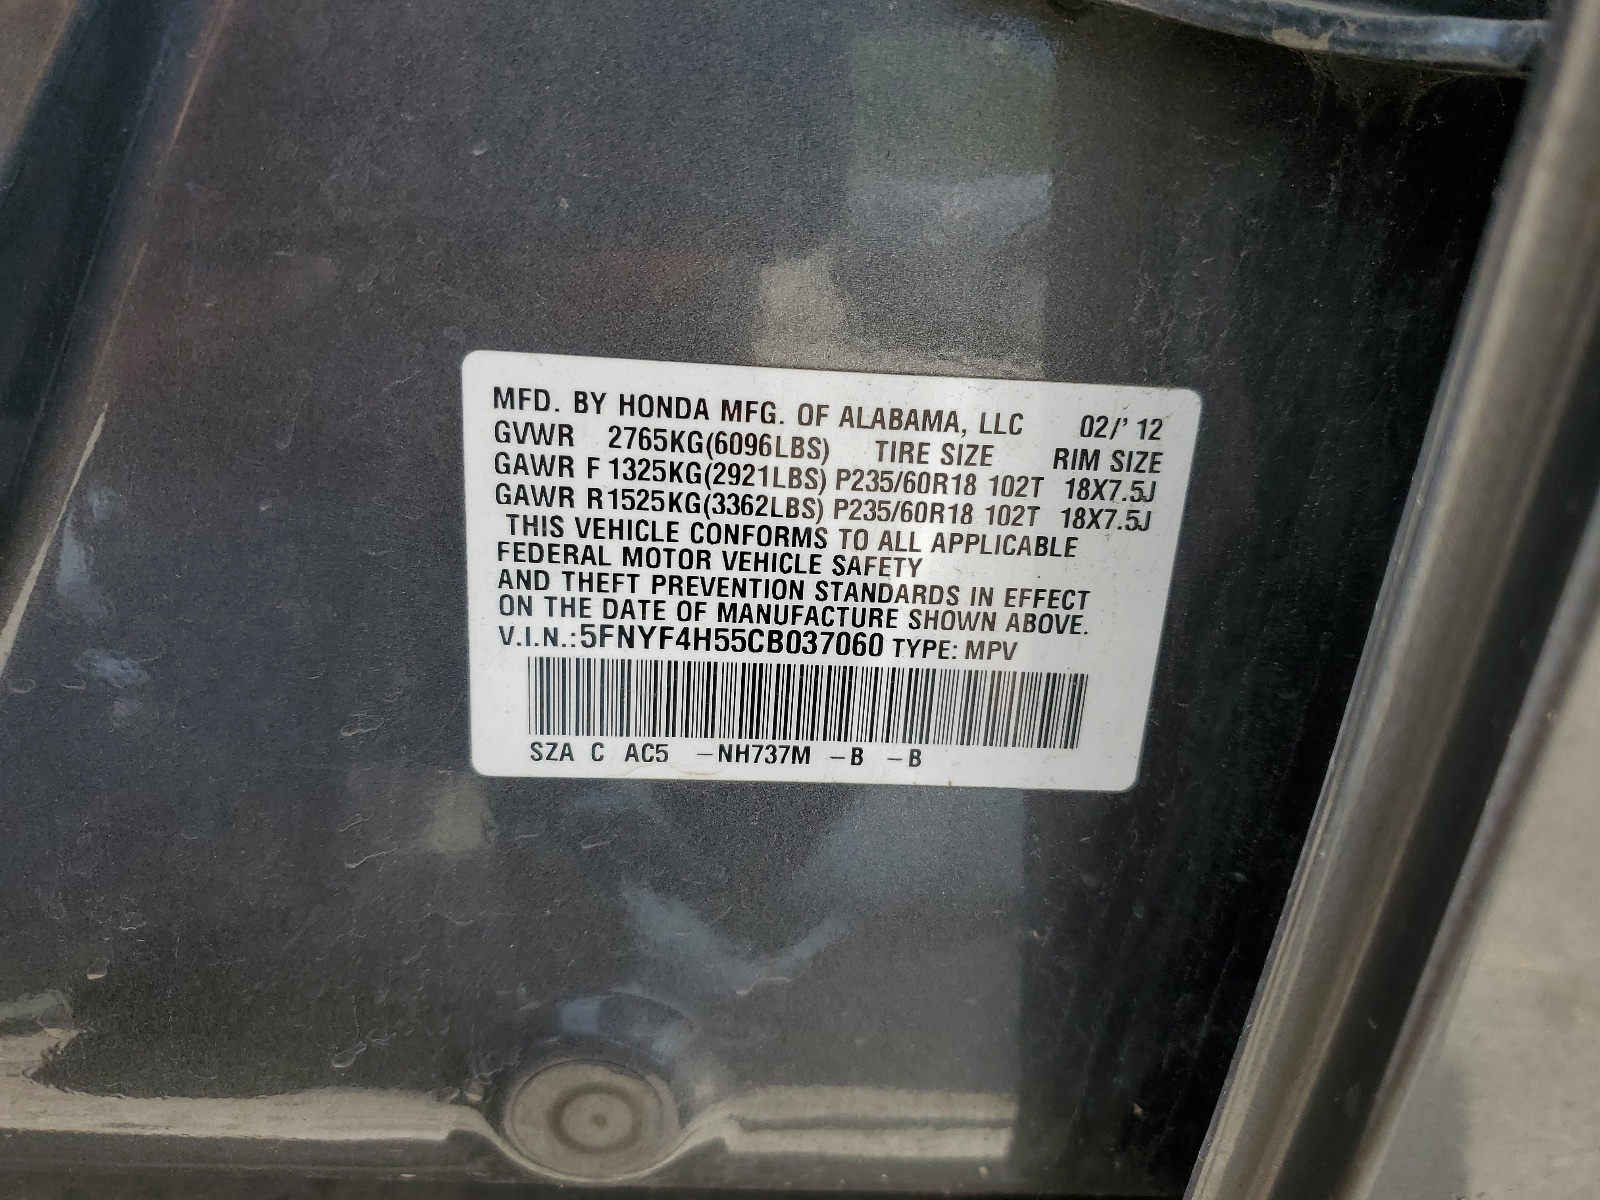 MFD. BY HONDA MFG. OF ALABAMA, LLC 02/' 12
GVWR 2765KG(6096LBS) TIRE SIZE RIM SIZE
GAWR F 1325KG(2921LBS) P235/60R18 102T 18X7.5J
GAWR R1525KG(3362LBS) P235/60R18 102T 18X7.5J
THIS VEHICLE CONFORMS TO ALL APPLICABLE
FEDERAL MOTOR VEHICLE SAFETY
AND THEFT PREVENTION STANDARDS IN EFFECT
ON THE DATE OF MANUFACTURE SHOWN ABOVE.
V.I.N.:5FNYF4H55CB037060 TYPE: MPV
SZA C AC5 –NH737M –B –B